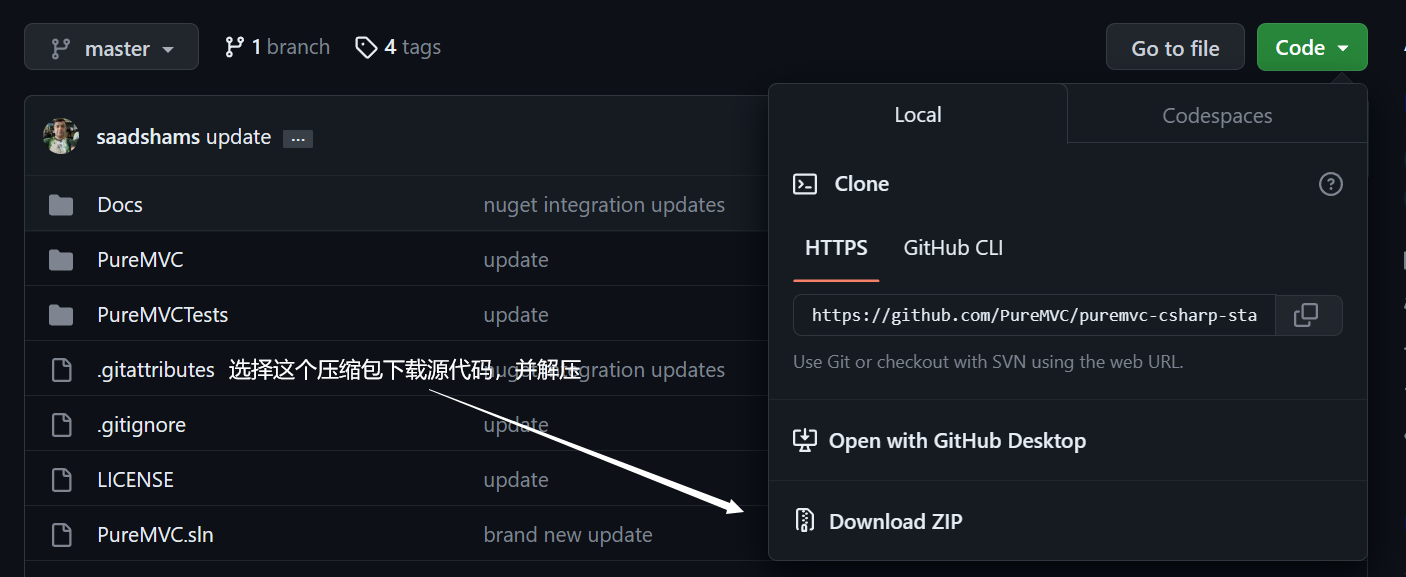 master
1 branch
4 tags
Go to file
Code
saadshams update
...
Docs
nuget integration updates
PureMVC
update
PureMVCTests
update
.gitattributes
选择这个压缩包下载源代码，并解压
nuget integration updates
.gitignore
update
LICENSE
update
PureMVC.sln
brand new update
Local
Codespaces
Clone
HTTPS
GitHub CLI
https://github.com/PureMVC/puremvc-csharp-sta
Use Git or checkout with SVN using the web URL.
Open with GitHub Desktop
Download ZIP